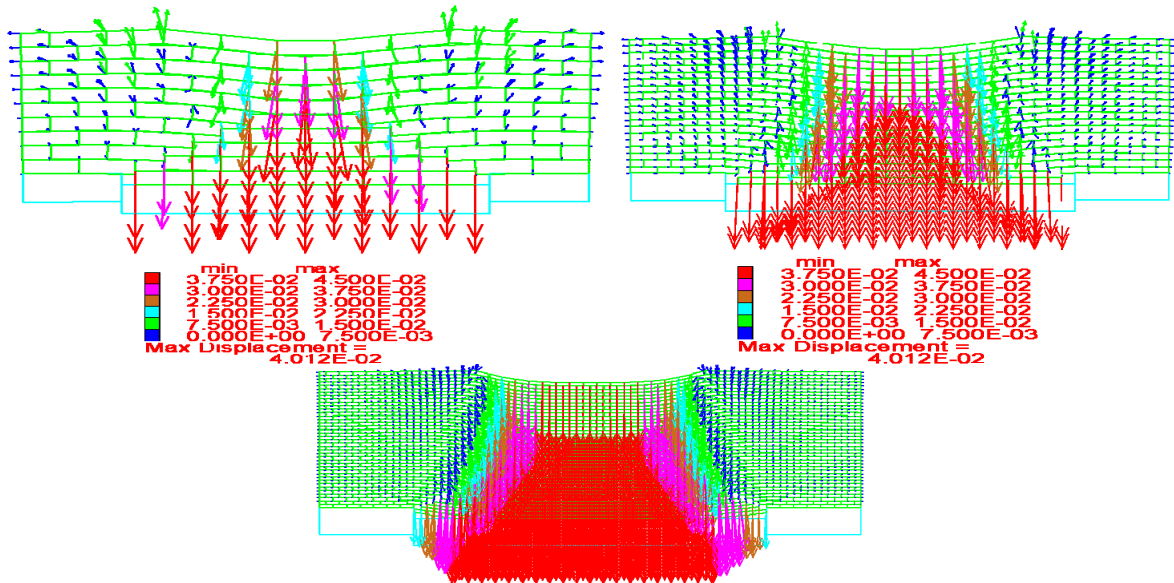 min max
3.750E-02 4.500E-02
3.000E-02 3.750E-02
2.250E-02 3.000E-02
1.500E-02 2.250E-02
7.500E-03 1.500E-02
0.000E+00 7.500E-03
Max Displacement =
4.012E-02
min max
3.750E-02 4.500E-02
3.000E-02 3.750E-02
2.250E-02 3.000E-02
1.500E-02 2.250E-02
7.500E-03 1.500E-02
0.000E+00 7.500E-03
Max Displacement =
4.012E-02